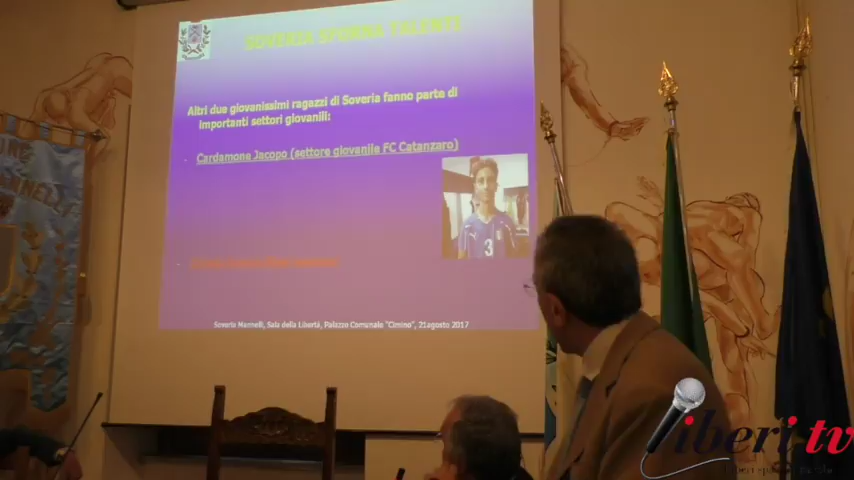 SOVERIA SFORNA TALENTI
Altri due giovanissimi ragazzi di Soveria fanno parte di
importanti settori giovanili:
- Cardamone Jacopo (settore giovanile FC Catanzaro)
-
3
Soveria Mannelli, Sala della Libertà, Palazzo Comunale "Cimino", 21agosto 2017
liberi.tv